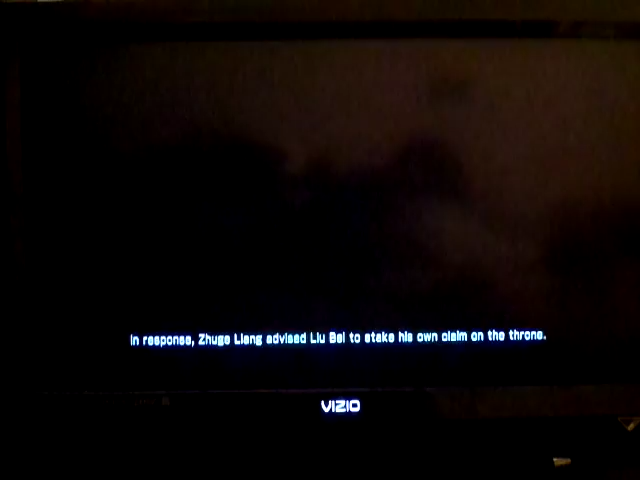 In response, Zhuge Liang advised Liu Bei to stake his own claim on the throne.
VIZIO